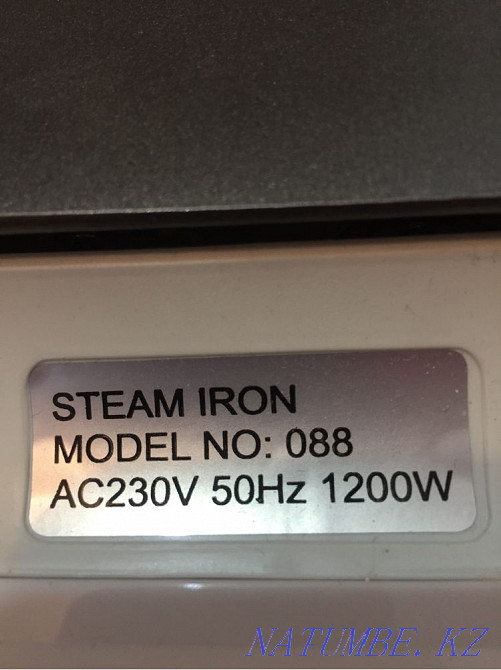 STEAM IRON
MODEL NO: 088
AC230V 50Hz 1200W
NATUMBE. KZ